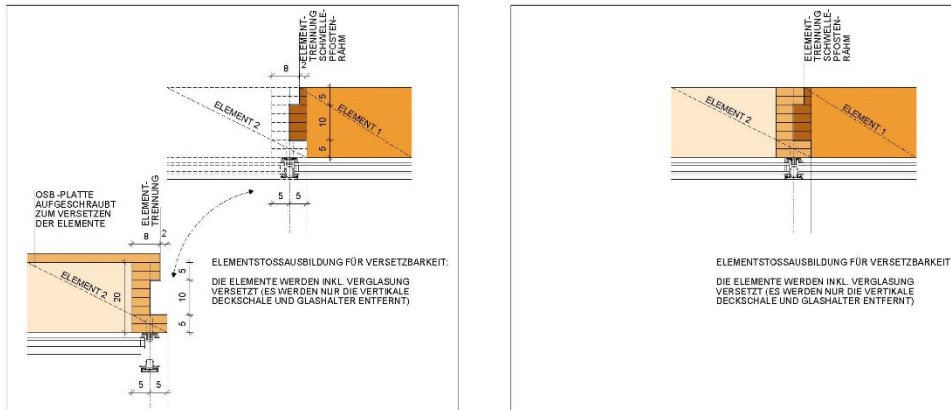 ELEMENT-
TRENNUNG
SCHWELLE-
PFOSTEN-
RÄHM
8
2
ELEMENT 2
ELEMENT 1
5
10
5
5
5
OSB -PLATTE
AUFGESCHRAUBT
ZUM VERSETZEN
DER ELEMENTE
ELEMENT-
TRENNUNG
8
2
ELEMENT 2
20
5
10
5
5
5
ELEMENTSTOSSAUSBILDUNG FÜR VERSETZBARKEIT:
DIE ELEMENTE WERDEN INKL. VERGLASUNG
VERSETZT (ES WERDEN NUR DIE VERTIKALE
DECKSCHALE UND GLASHALTER ENTFERNT)
ELEMENT-
TRENNUNG
SCHWELLE-
PFOSTEN-
RÄHM
ELEMENT 2
ELEMENT 1
ELEMENTSTOSSAUSBILDUNG FÜR VERSETZBARKEIT
DIE ELEMENTE WERDEN INKL. VERGLASUNG
VERSETZT (ES WERDEN NUR DIE VERTIKALE
DECKSCHALE UND GLASHALTER ENTFERNT)